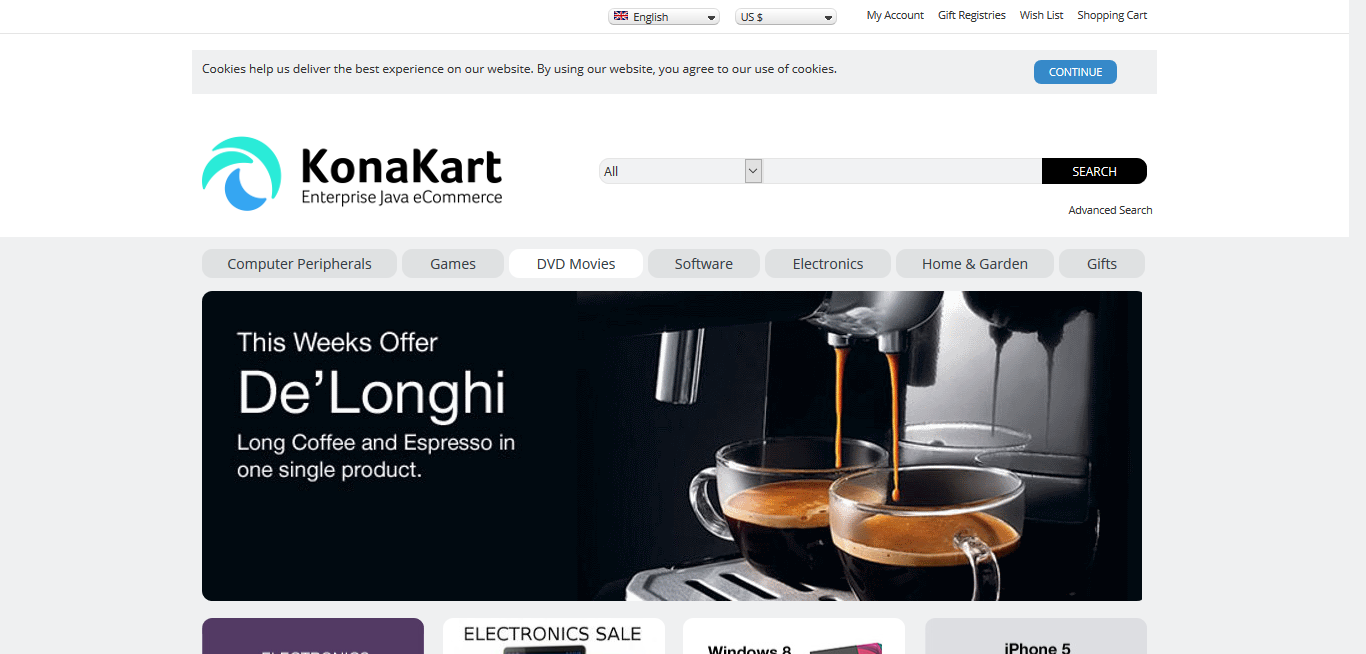 English
US $
My Account
Gift Registries
Wish List
Shopping Cart
Cookies help us deliver the best experience on our website. By using our website, you agree to our use of cookies.
CONTINUE
KonaKart
Enterprise Java eCommerce
All
SEARCH
Advanced Search
Computer Peripherals
Games
DVD Movies
Software
Electronics
Home & Garden
Gifts
This Weeks Offer
De’Longhi
Long Coffee and Espresso in
one single product.
ELECTRONICS
ELECTRONICS SALE
Windows 8
iPhone 5